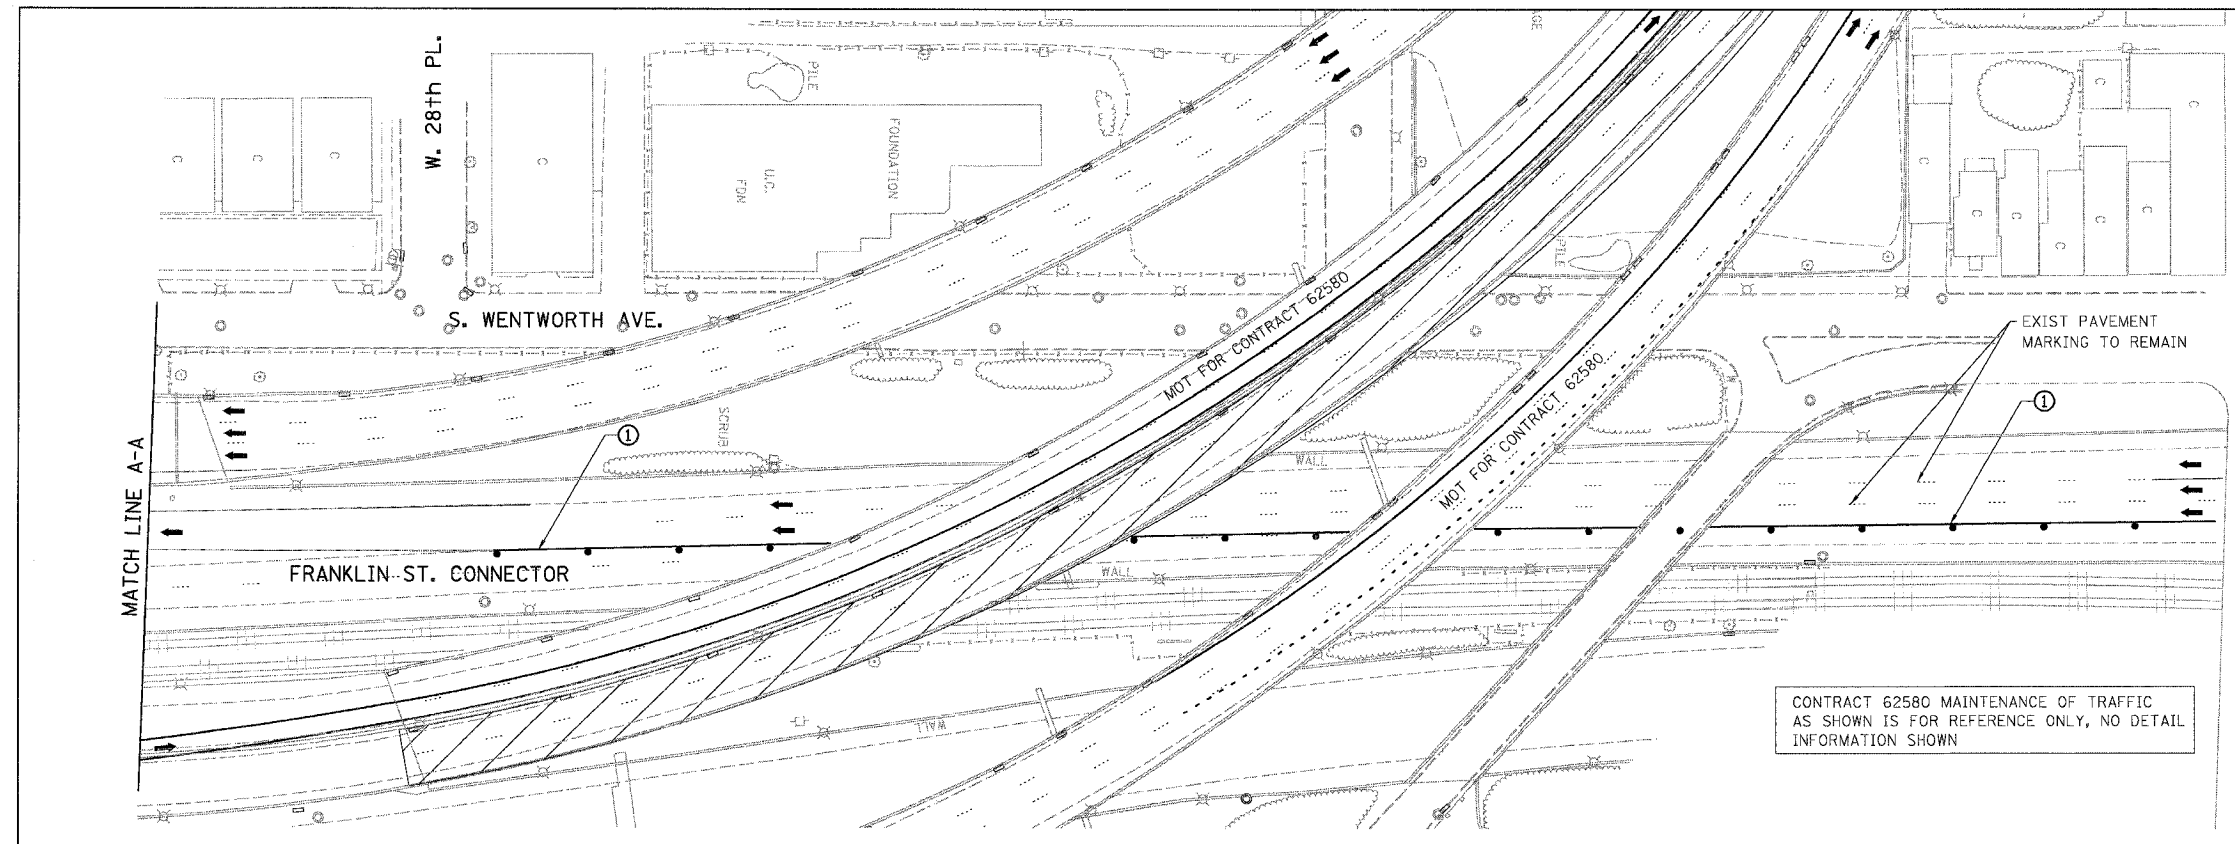 W. 28th PL.
PILE
FOUNDATION
U.C.
FDN
C
C
C
C
S. WENTWORTH AVE.
MOT FOR CONTRACT 62580
MOT FOR CONTRACT 62580
PILE
C
C
C
C
C
C
C
C
EXIST PAVEMENT
MARKING TO REMAIN
1
1
SCRUB
WALL
WALL
WALL
MATCH LINE A-A
FRANKLIN ST. CONNECTOR
CONTRACT 62580 MAINTENANCE OF TRAFFIC
AS SHOWN IS FOR REFERENCE ONLY, NO DETAIL
INFORMATION SHOWN